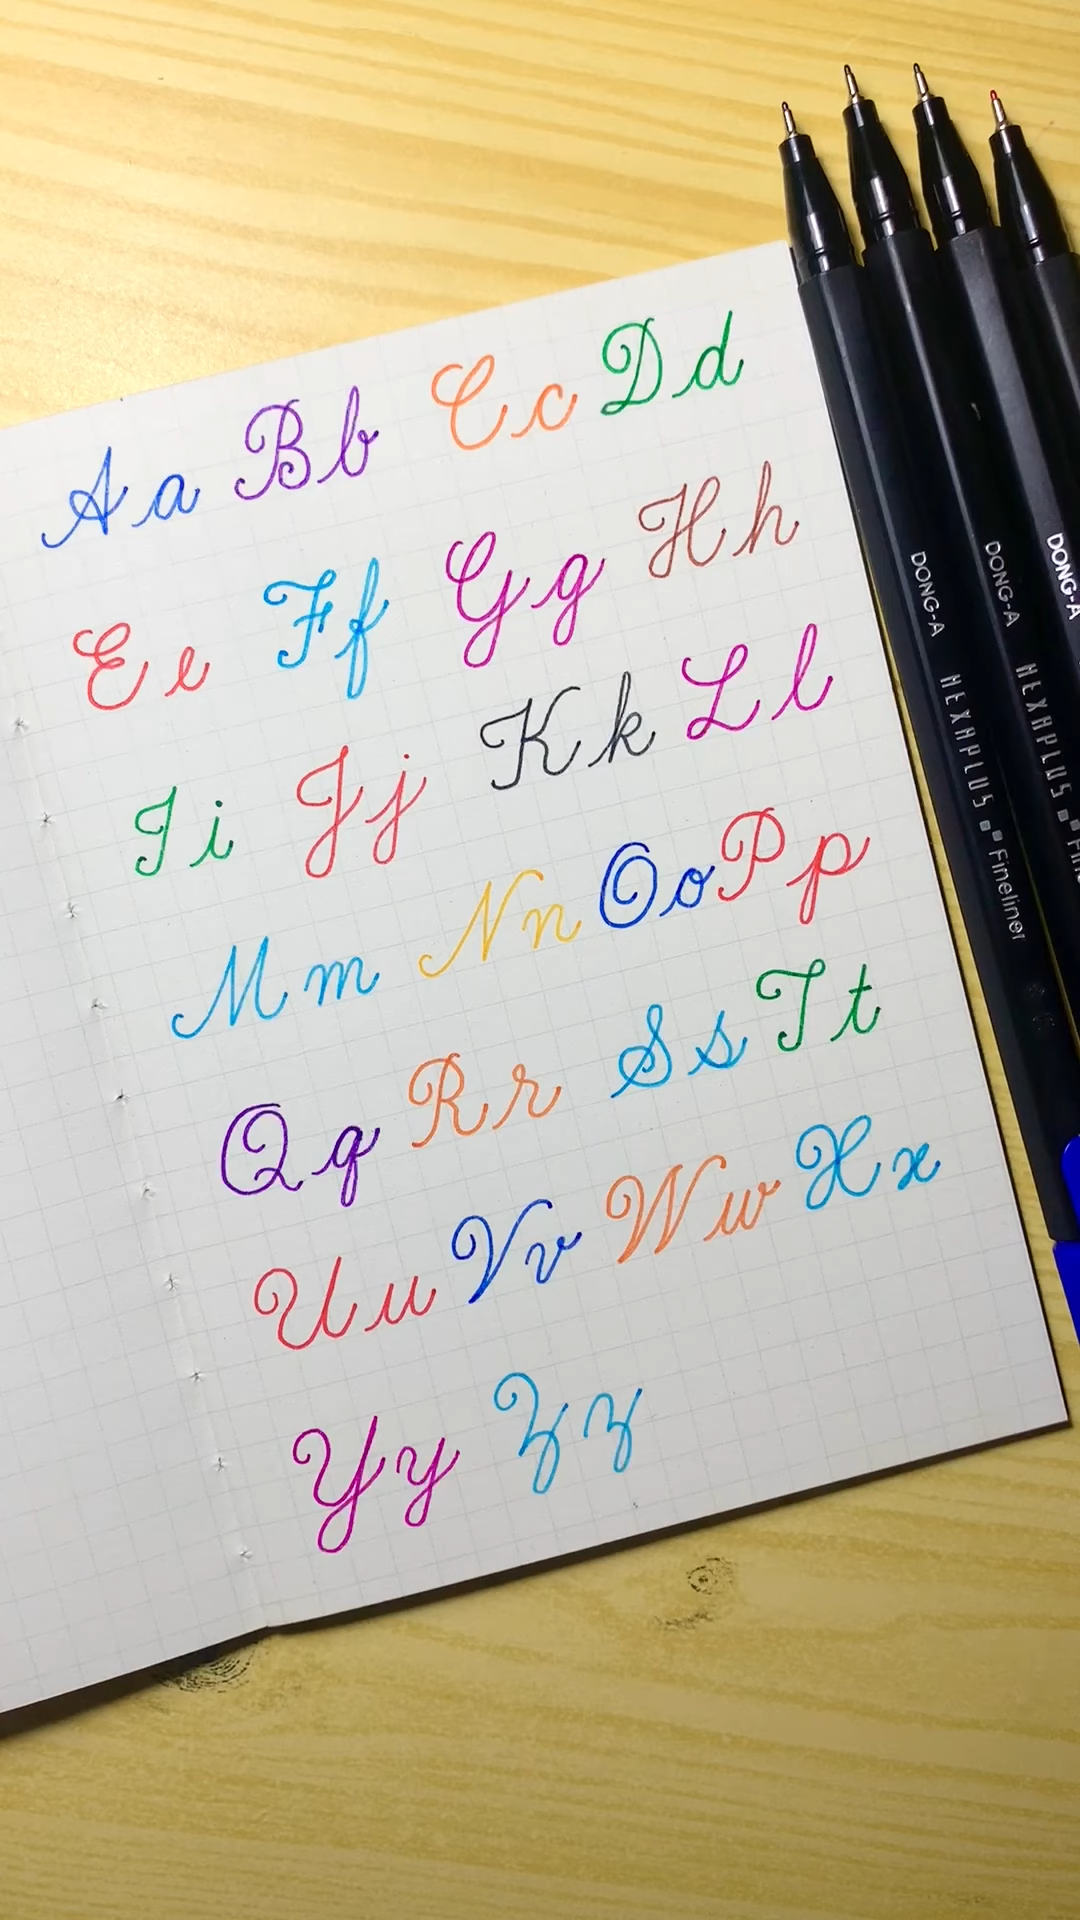 Aa Bb Cc Dd
Ee Ff Gg Hh
Ii Jj Kk Ll
Mm Nn Oo Pp
Qq Rr Ss Tt
Uu Vv Ww Xx
Yy Zz
DONG-A HEXAPLUS Fineliner
DONG-A HEXAPLUS
DONG-A